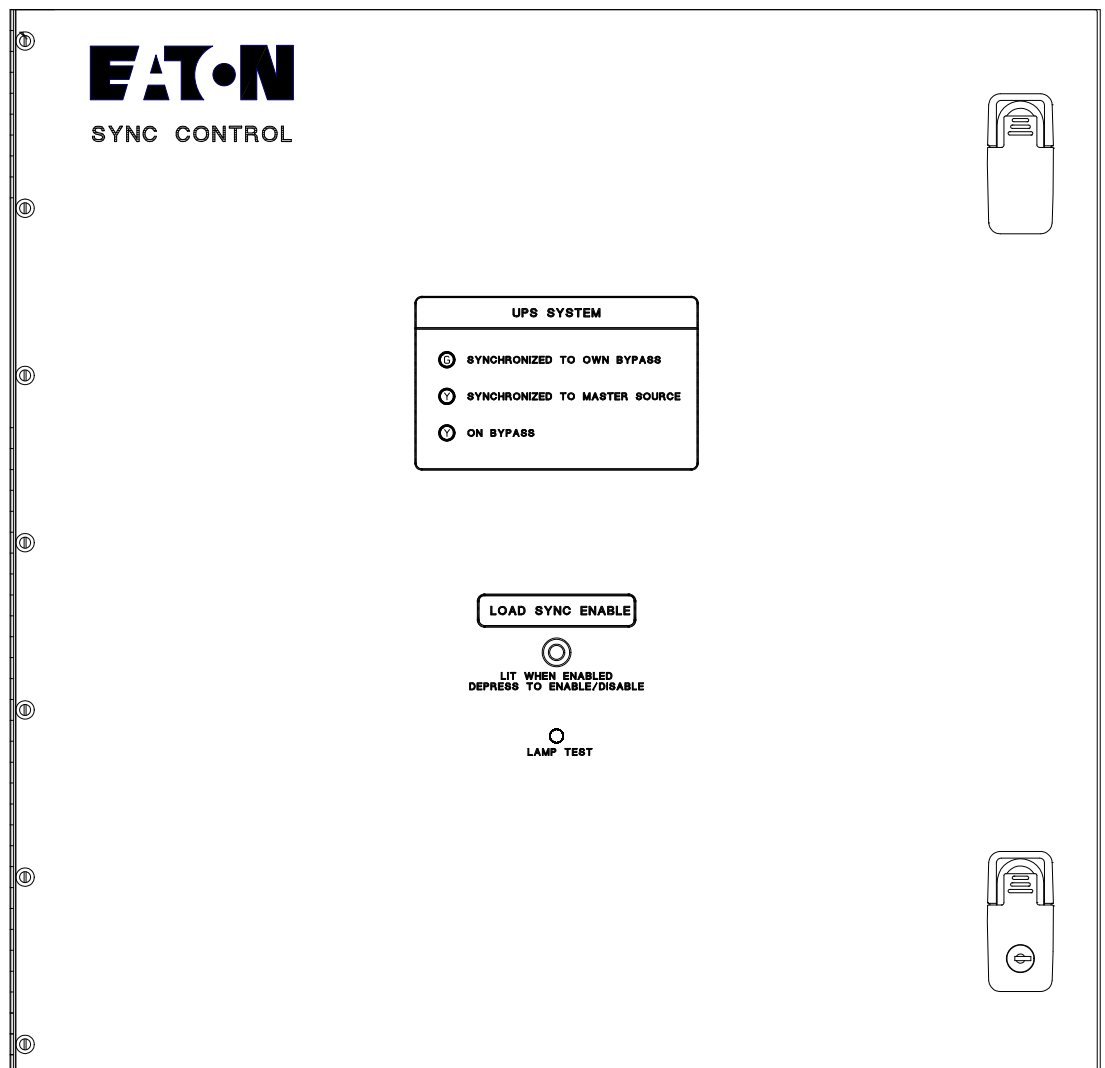 EATON
SYNC CONTROL
UPS SYSTEM
G SYNCHRONIZED TO OWN BYPASS
Y SYNCHRONIZED TO MASTER SOURCE
Y ON BYPASS
LOAD SYNC ENABLE
LIT WHEN ENABLED
DEPRESS TO ENABLE/DISABLE
LAMP TEST